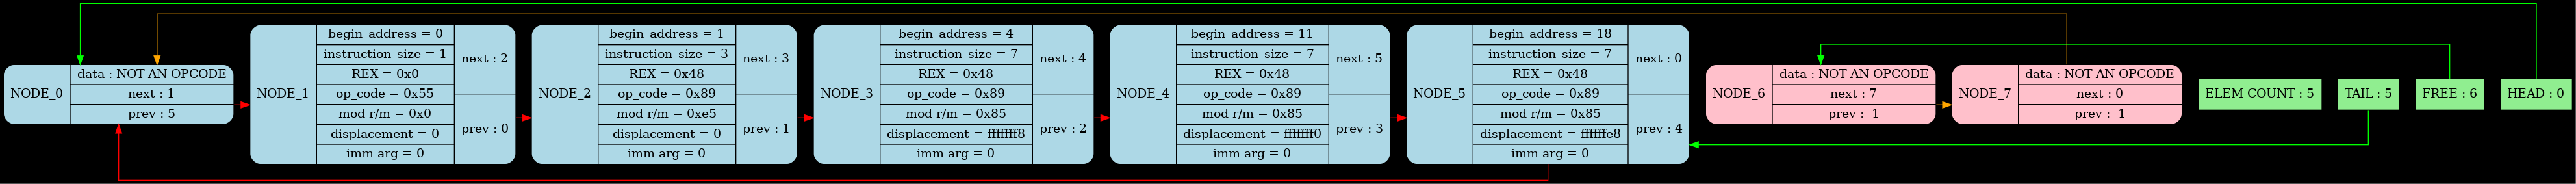 NODE_0
data : NOT AN OPCODE
next : 1
prev : 5
NODE_1
begin_address = 0
instruction_size = 1
REX = 0x0
op_code = 0x55
mod r/m = 0x0
displacement = 0
imm arg = 0
next : 2
prev : 0
NODE_2
begin_address = 1
instruction_size = 3
REX = 0x48
op_code = 0x89
mod r/m = 0xe5
displacement = 0
imm arg = 0
next : 3
prev : 1
NODE_3
begin_address = 4
instruction_size = 7
REX = 0x48
op_code = 0x89
mod r/m = 0x85
displacement = fffffff8
imm arg = 0
next : 4
prev : 2
NODE_4
begin_address = 11
instruction_size = 7
REX = 0x48
op_code = 0x89
mod r/m = 0x85
displacement = fffffff0
imm arg = 0
next : 5
prev : 3
NODE_5
begin_address = 18
instruction_size = 7
REX = 0x48
op_code = 0x89
mod r/m = 0x85
displacement = ffffffe8
imm arg = 0
next : 0
prev : 4
NODE_6
data : NOT AN OPCODE
next : 7
prev : -1
NODE_7
data : NOT AN OPCODE
next : 0
prev : -1
ELEM COUNT : 5
TAIL : 5
FREE : 6
HEAD : 0